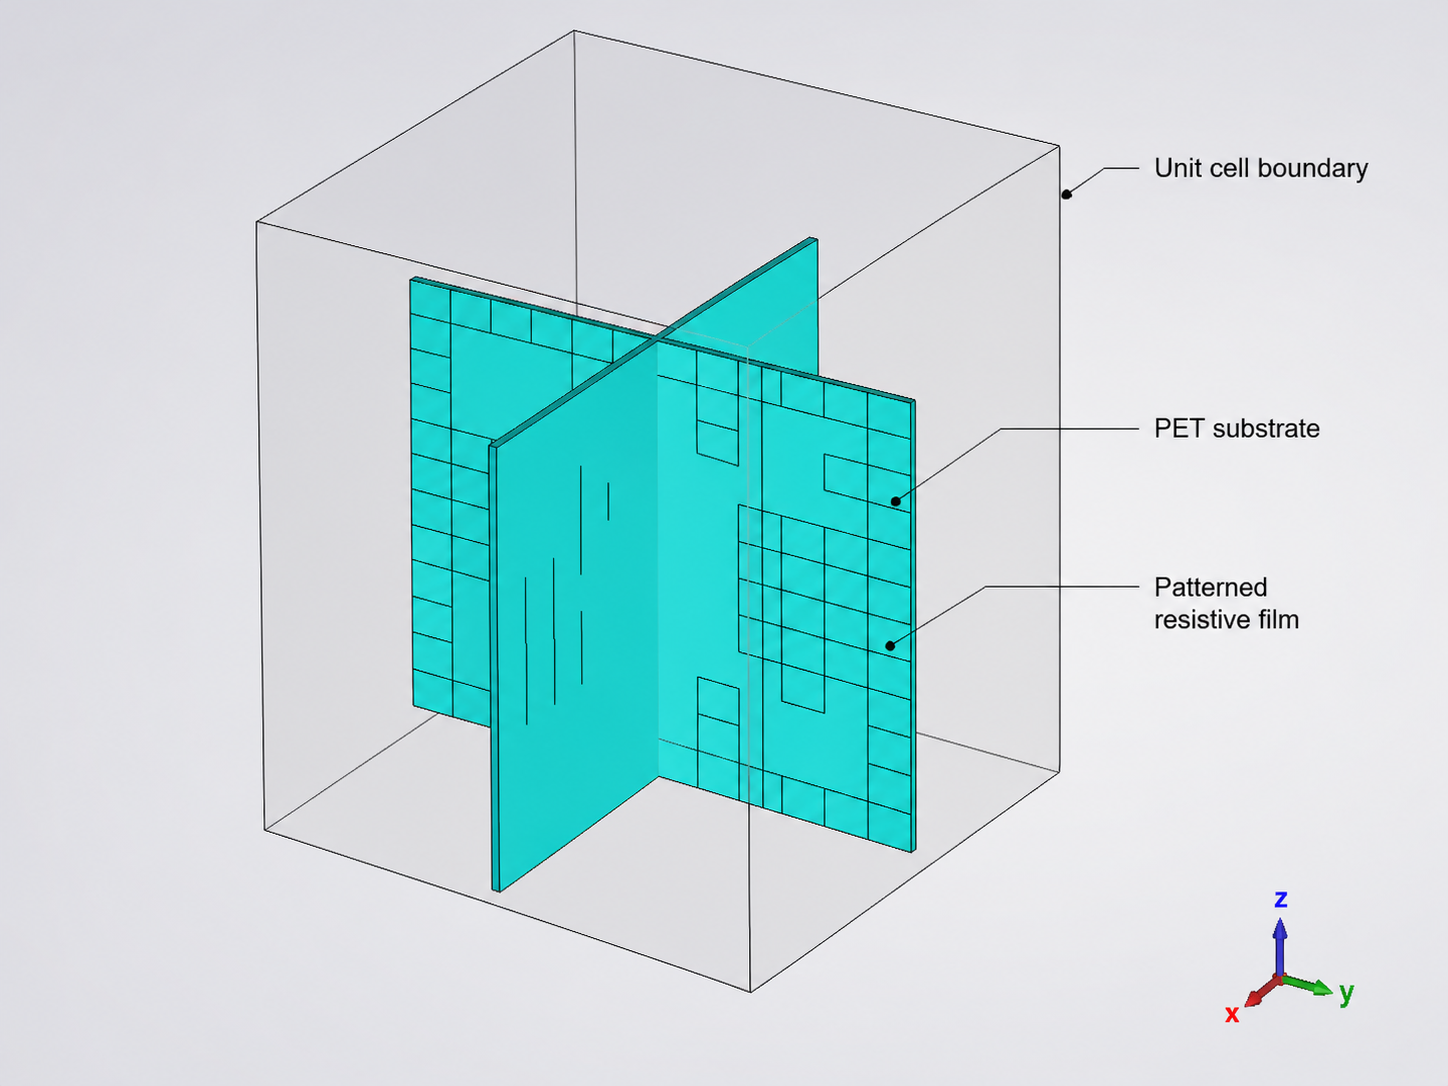 Unit cell boundary
PET substrate
Patterned
resistive film
z
y
x